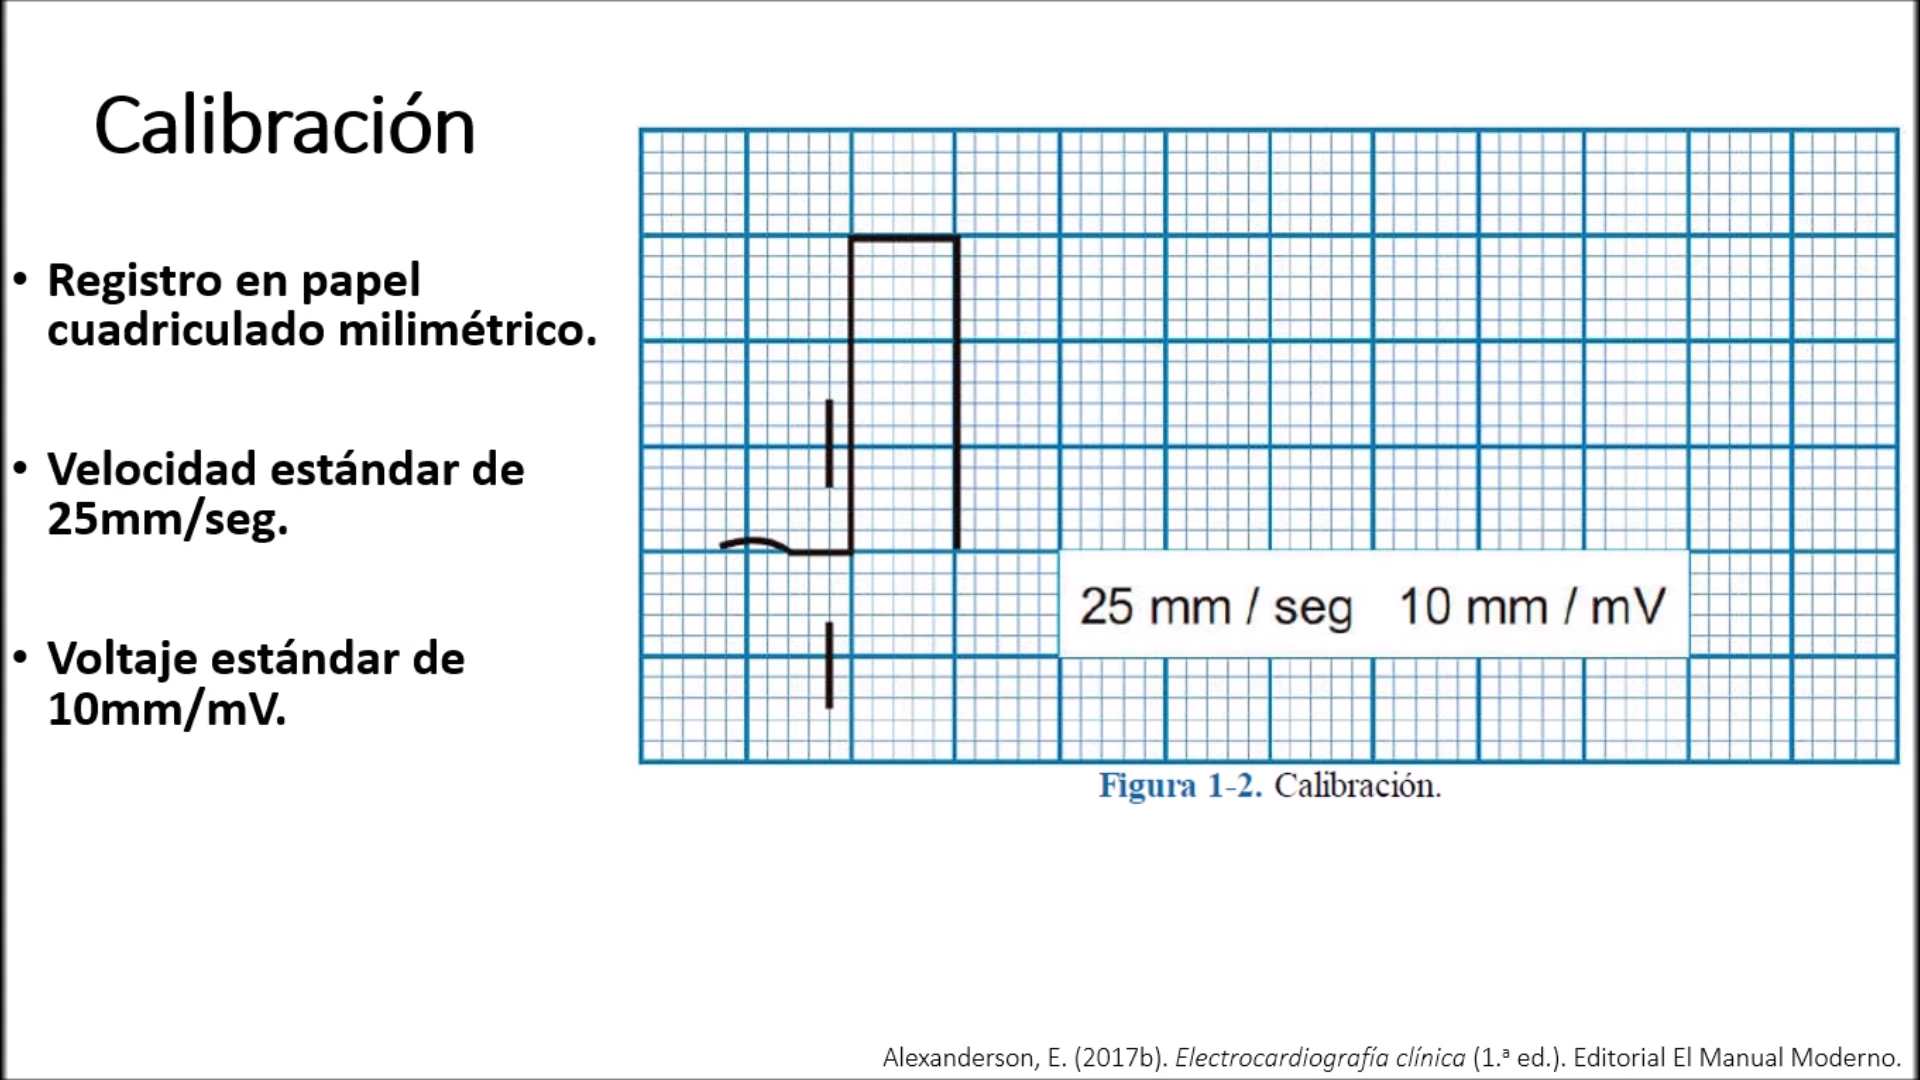 Calibración
• Registro en papel
cuadriculado milimétrico.
• Velocidad estándar de
25mm/seg.
• Voltaje estándar de
10mm/mV.
25 mm / seg 10 mm / mV
Figura 1-2. Calibración.
Alexanderson, E. (2017b). Electrocardiografía clínica (1.ª ed.). Editorial El Manual Moderno.